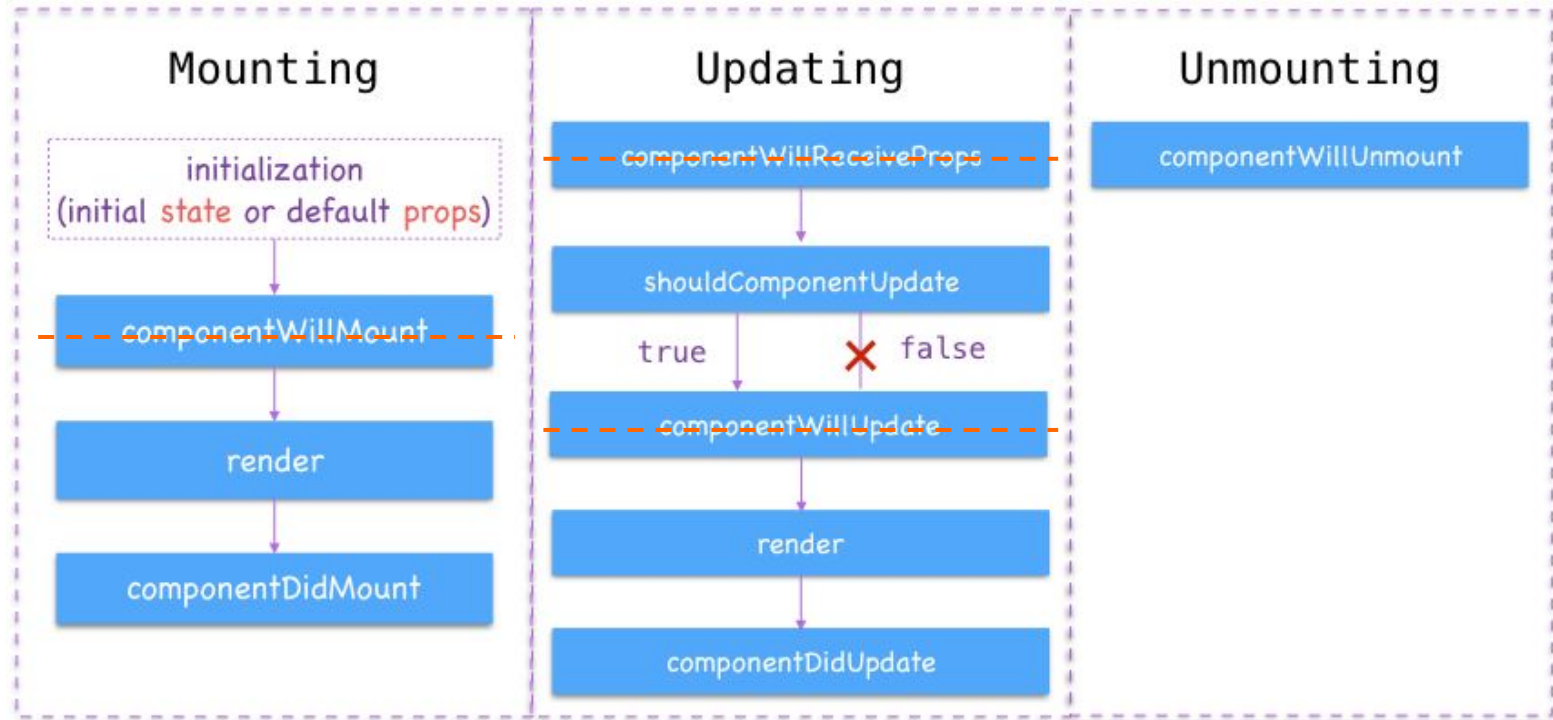 Mounting
initialization
(initial state or default props)
componentWillMount
render
componentDidMount
Updating
componentWillReceiveProps
shouldComponentUpdate
true
false
componentWillUpdate
render
componentDidUpdate
Unmounting
componentWillUnmount